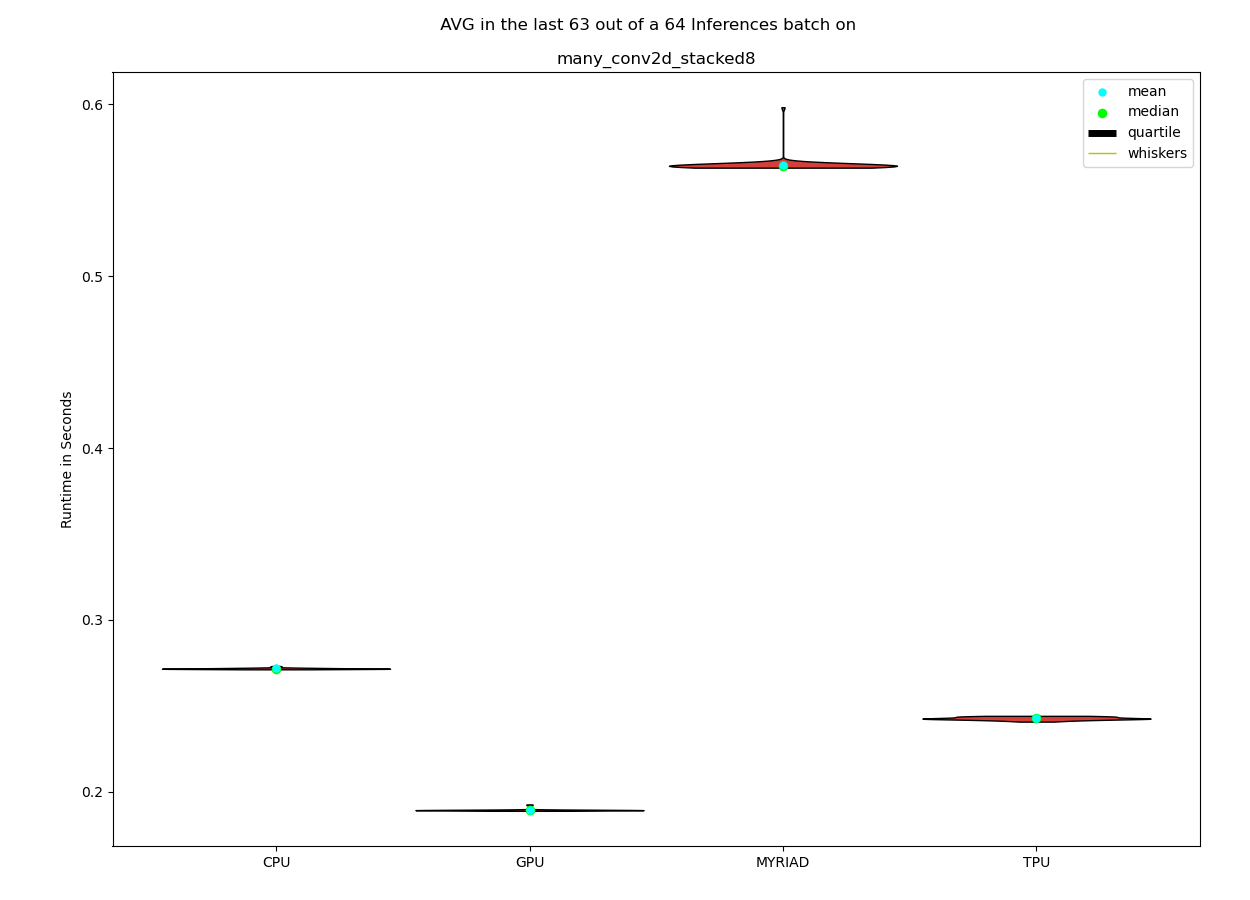 AVG in the last 63 out of a 64 Inferences batch on
many_conv2d_stacked8
mean
median
quartile
whiskers
0.6
0.5
0.4
0.3
0.2
Runtime in Seconds
CPU GPU MYRIAD TPU